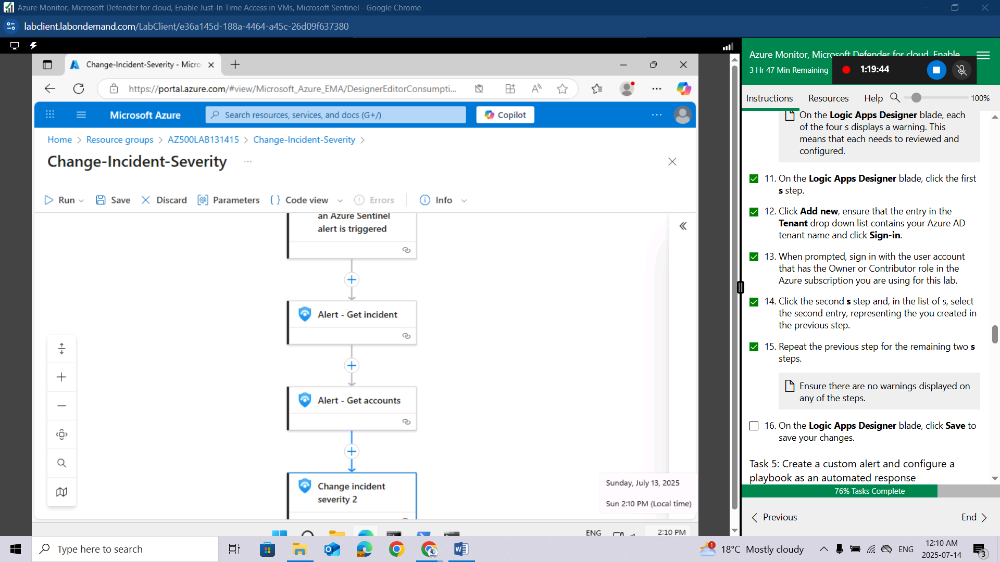 Azure Monitor, Microsoft Defender for cloud, Enable Just-In Time Access in VMs, Microsoft Sentinel - Google Chrome
labclient.labondemand.com/LabClient/e36a145d-188a-4464-a45c-26d09f637380
Change-Incident-Severity - Micro
https://portal.azure.com/#view/Microsoft_Azure_EMA/DesignerEditorConsumpti...
Microsoft Azure
Search resources, services, and docs (G+/)
Copilot
Home > Resource groups > AZ500LAB131415 > Change-Incident-Severity >
Change-Incident-Severity
Run
Save
Discard
Parameters
Code view
Errors
Info
an Azure Sentinel
alert is triggered
Alert - Get incident
Alert - Get accounts
Change incident
severity 2
Sunday, July 13, 2025
Sun 2:10 PM (Local time)
ENG
2:10 PM
Azure Monitor, Microsoft Defender for cloud, Enable
3 Hr 47 Min Remaining
1:19:44
Instructions
Resources
Help
100%
On the Logic Apps Designer blade, each
of the four s displays a warning. This
means that each needs to reviewed and
configured.
11. On the Logic Apps Designer blade, click the first
s step.
12. Click Add new, ensure that the entry in the
Tenant drop down list contains your Azure AD
tenant name and click Sign-in.
13. When prompted, sign in with the user account
that has the Owner or Contributor role in the
Azure subscription you are using for this lab.
14. Click the second s step and, in the list of s, select
the second entry, representing the you created in
the previous step.
15. Repeat the previous step for the remaining two s
steps.
Ensure there are no warnings displayed on
any of the steps.
16. On the Logic Apps Designer blade, click Save to
save your changes.
Task 5: Create a custom alert and configure a
playbook as an automated response
76% Tasks Complete
Previous
End
Type here to search
1
18°C Mostly cloudy
ENG
12:10 AM
2025-07-14
3